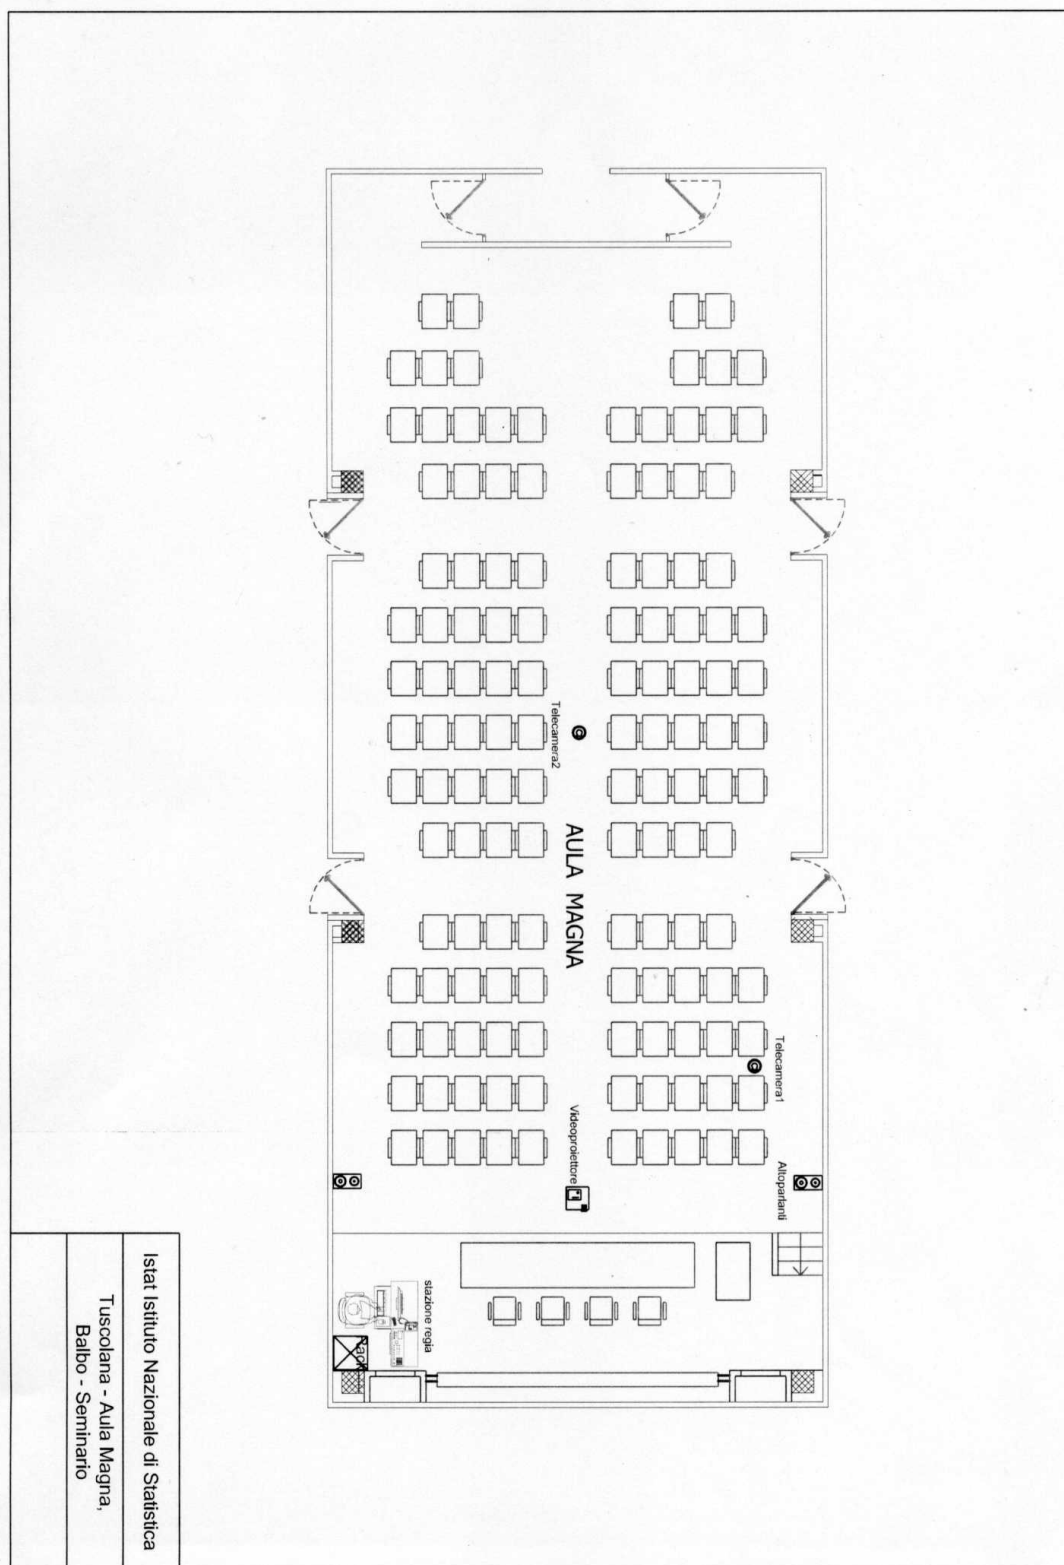 Telecamera2
AULA MAGNA
Telecamera1
Videoproiettore
Altoparlanti
stazione regia
Istat Istituto Nazionale di Statistica
Tuscolana - Aula Magna,
Balbo - Seminario